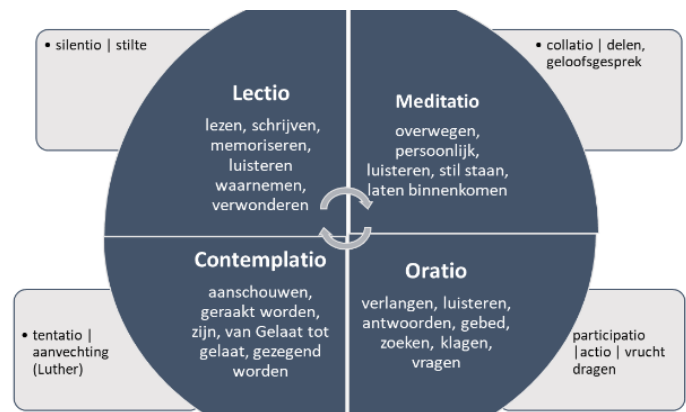 • silentio | stilte
• collatio | delen,
geloofsgesprek
Lectio
lezen, schrijven,
memoriseren,
luisteren
waarnemen,
verwonderen
Meditatio
overwegen,
persoonlijk,
luisteren, stil staan,
laten binnenkomen
Contemplatio
aanschouwen,
geraakt worden,
zijn, van Gelaat tot
gelaat, gezegend
worden
Oratio
verlangen, luisteren,
antwoorden, gebed,
zoeken, klagen,
vragen
• tentatio |
aanvechting
(Luther)
participatio
|actio | vrucht
dragen